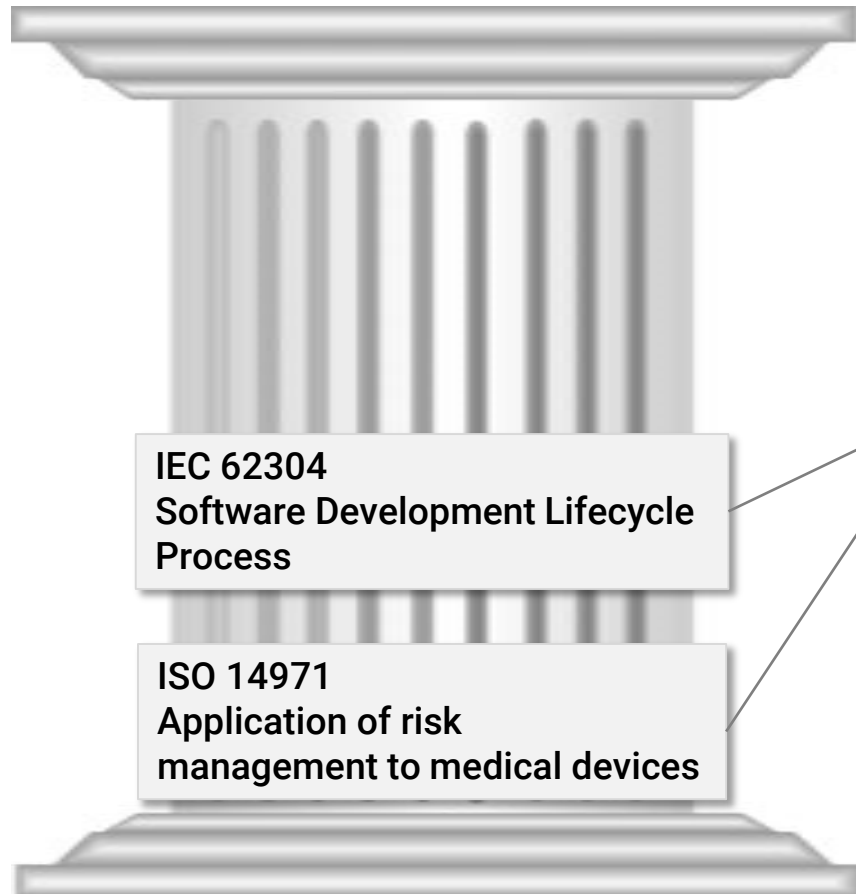 IEC 62304
Software Development Lifecycle
Process
ISO 14971
Application of risk
management to medical devices